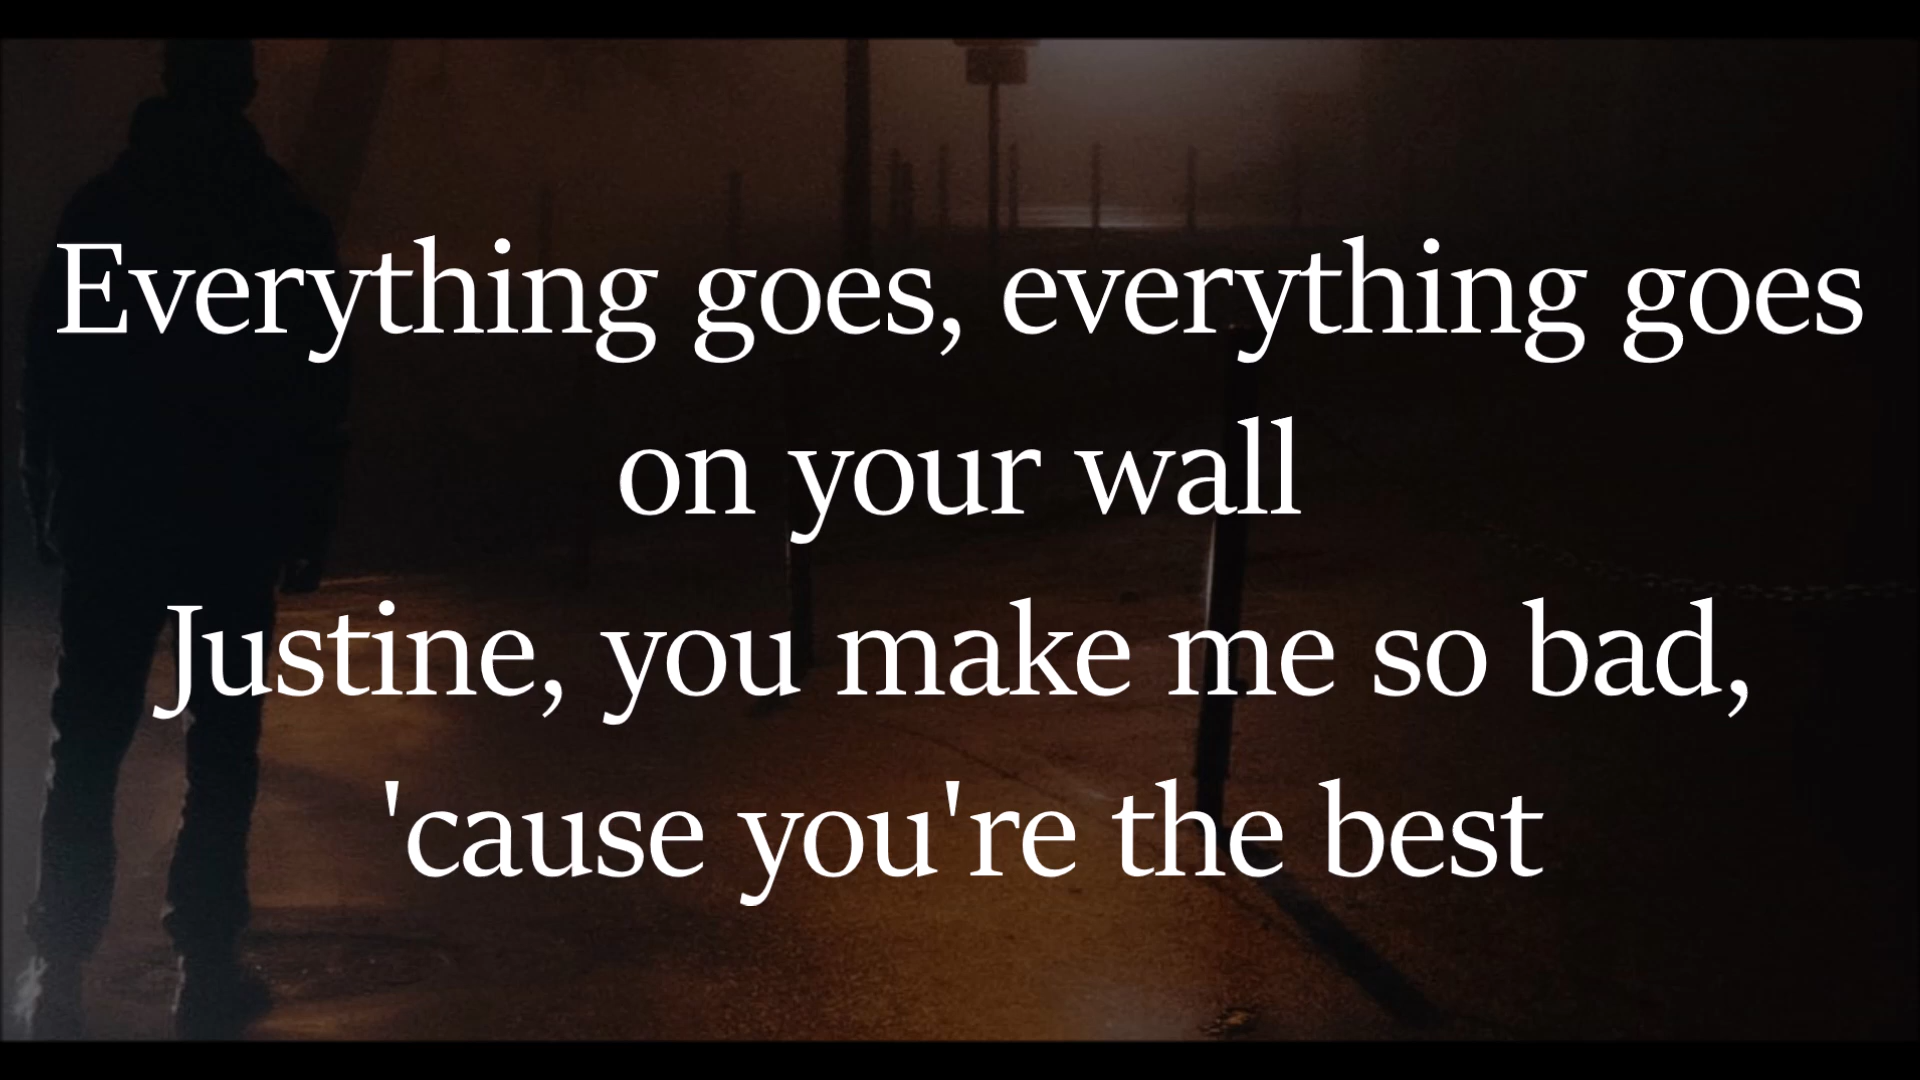 Everything goes, everything goes
on your wall
Justine, you make me so bad,
'cause you're the best